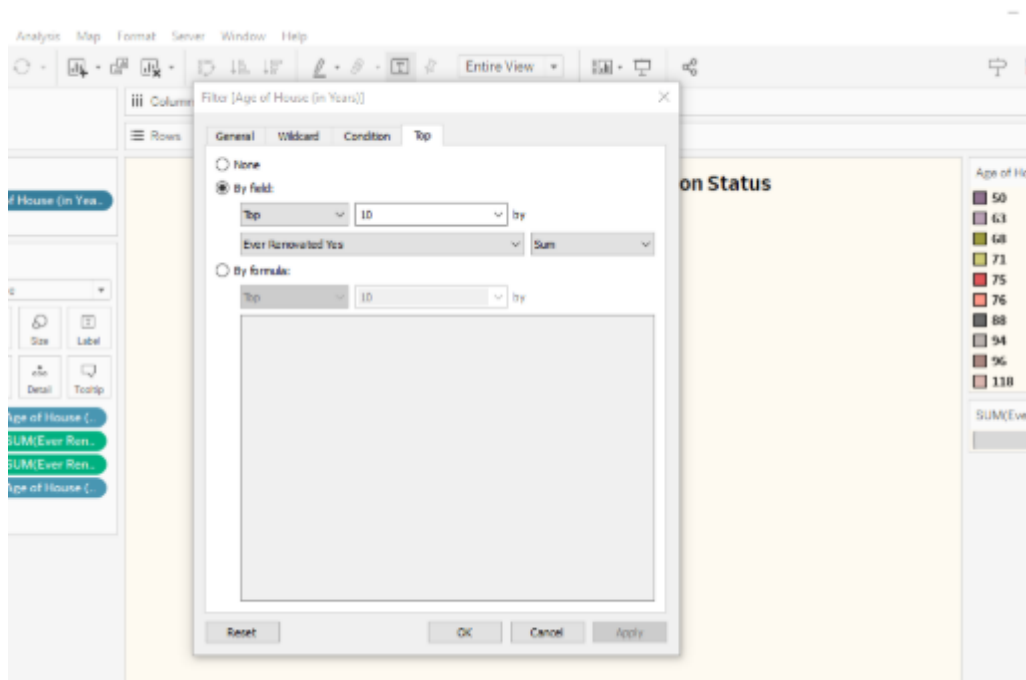 Analysis Map Format Server Window Help
Entire View
iii Column
Filter [Age of House (in Years)]
Rows
General Wildcard Condition Top
None
By field:
Top 10 by
Ever Renovated Yes Sum
By formula:
Top 10 by
Reset OK Cancel Apply
on Status
f House (in Yea..
c
Size Label
Detail Tooltip
Age of House (..
SUM(Ever Ren..
SUM(Ever Ren..
Age of House (..
Age of Ho
50
63
68
71
75
76
88
94
96
118
SUM(Eve